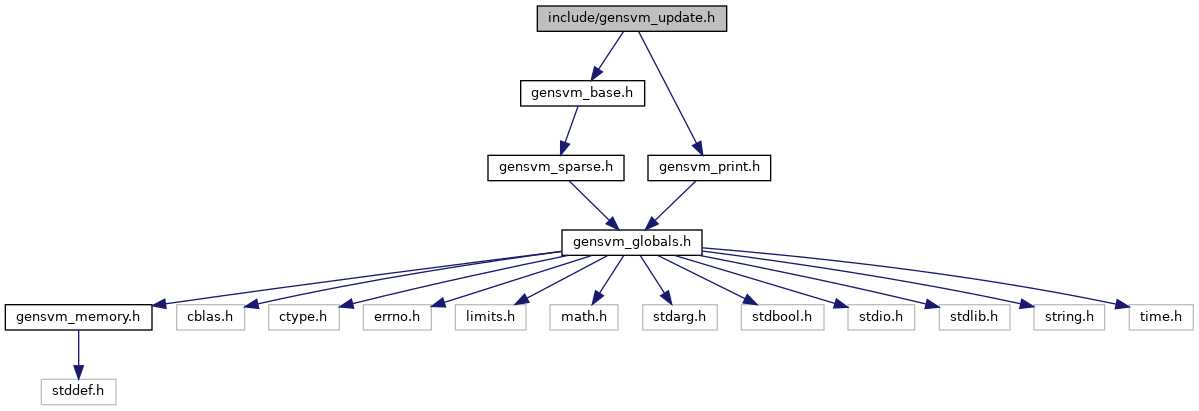 include/gensvm_update.h
gensvm_base.h
gensvm_sparse.h
gensvm_print.h
gensvm_globals.h
gensvm_memory.h
cblas.h
ctype.h
errno.h
limits.h
math.h
stdarg.h
stdbool.h
stdio.h
stdlib.h
string.h
time.h
stddef.h